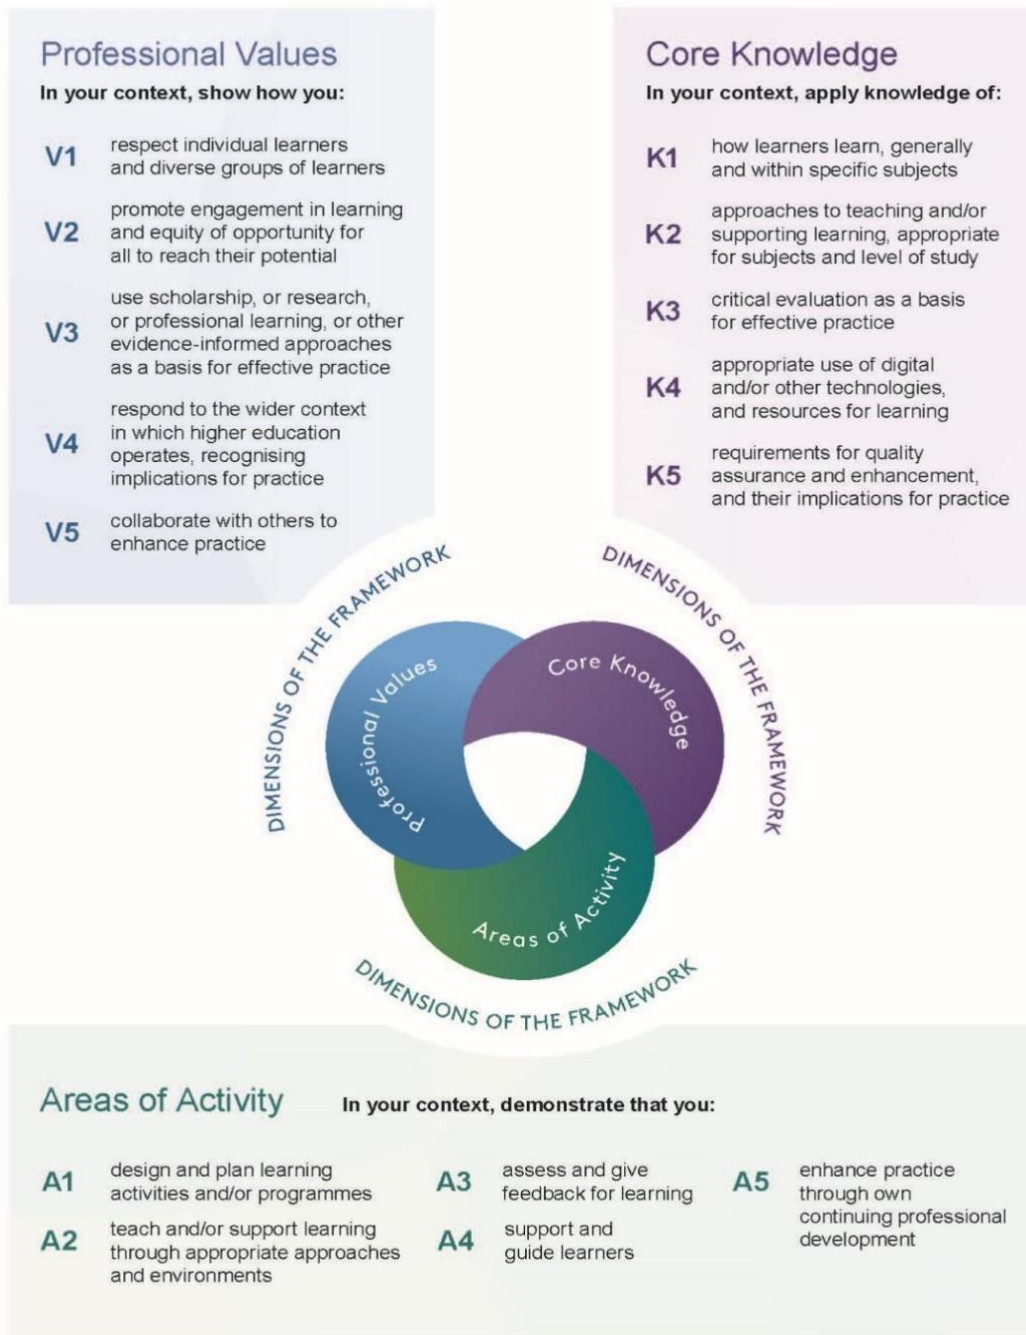 Professional Values
In your context, show how you:
V1
respect individual learners
and diverse groups of learners
V2
promote engagement in learning
and equity of opportunity for
all to reach their potential
V3
use scholarship, or research,
or professional learning, or other
evidence-informed approaches
as a basis for effective practice
V4
respond to the wider context
in which higher education
operates, recognising
implications for practice
V5
collaborate with others to
enhance practice
Core Knowledge
In your context, apply knowledge of:
K1
how learners learn, generally
and within specific subjects
K2
approaches to teaching and/or
supporting learning, appropriate
for subjects and level of study
K3
critical evaluation as a basis
for effective practice
K4
appropriate use of digital
and/or other technologies,
and resources for learning
K5
requirements for quality
assurance and enhancement,
and their implications for practice
DIMENSIONS OF THE FRAMEWORK
DIMENSIONS OF THE FRAMEWORK
Professional Values
Core Knowledge
Areas of Activity
DIMENSIONS OF THE FRAMEWORK
Areas of Activity
In your context, demonstrate that you:
A1
design and plan learning
activities and/or programmes
A2
teach and/or support learning
through appropriate approaches
and environments
A3
assess and give
feedback for learning
A4
support and
guide learners
A5
enhance practice
through own
continuing professional
development